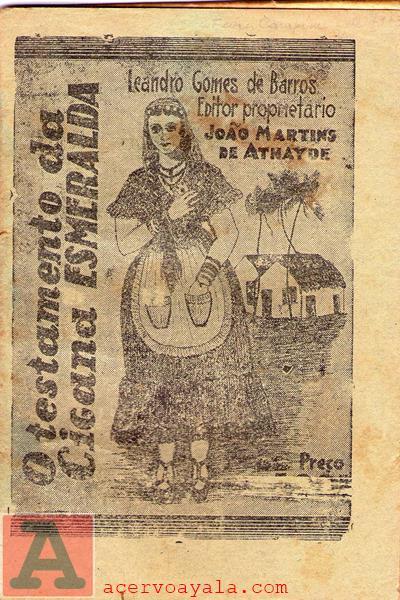 Leandro Gomes de Barros
Editor proprietario
JOÃO MARTINS
DE ATHAYDE
O testamento da
Cigana ESMERALDA
Preço
A
acervoayala.com